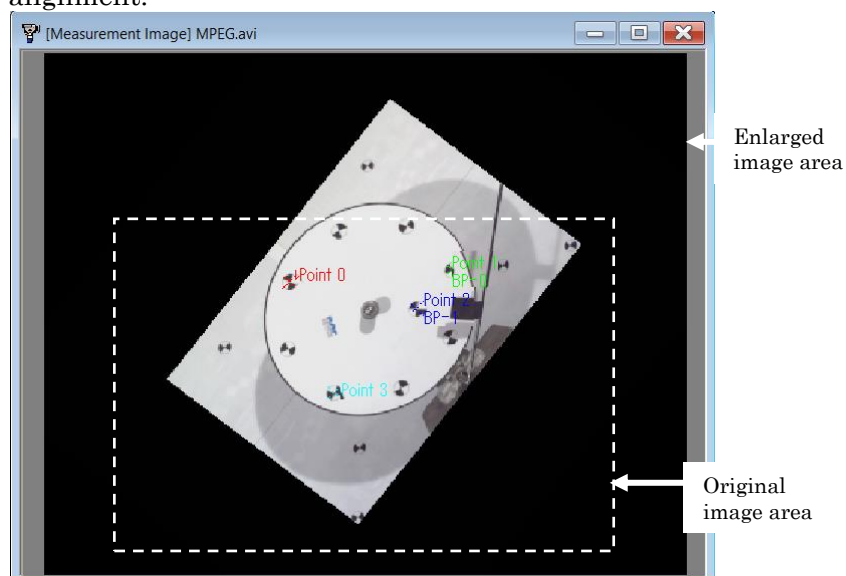 alignment.
[Measurement Image] MPEG.avi
Enlarged
image area
Point 1
BP-0
Point 0
Point 2
BP-1
Point 3
Original
image area